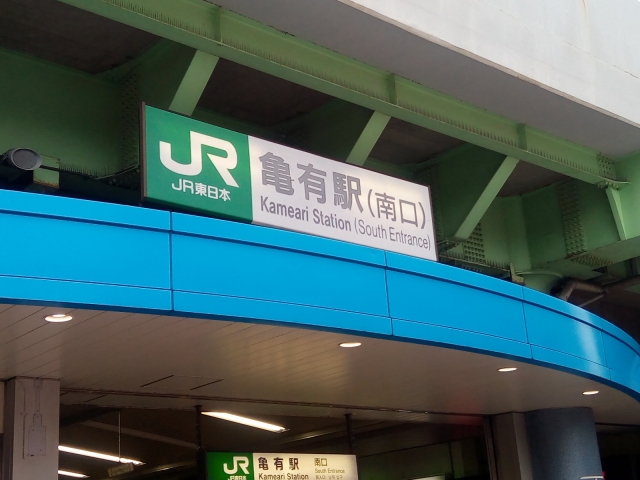 JR
JR東日本
亀有駅(南口)
Kameari Station (South Entrance)
JR
亀有駅 南口
Kameari Station South Entrance